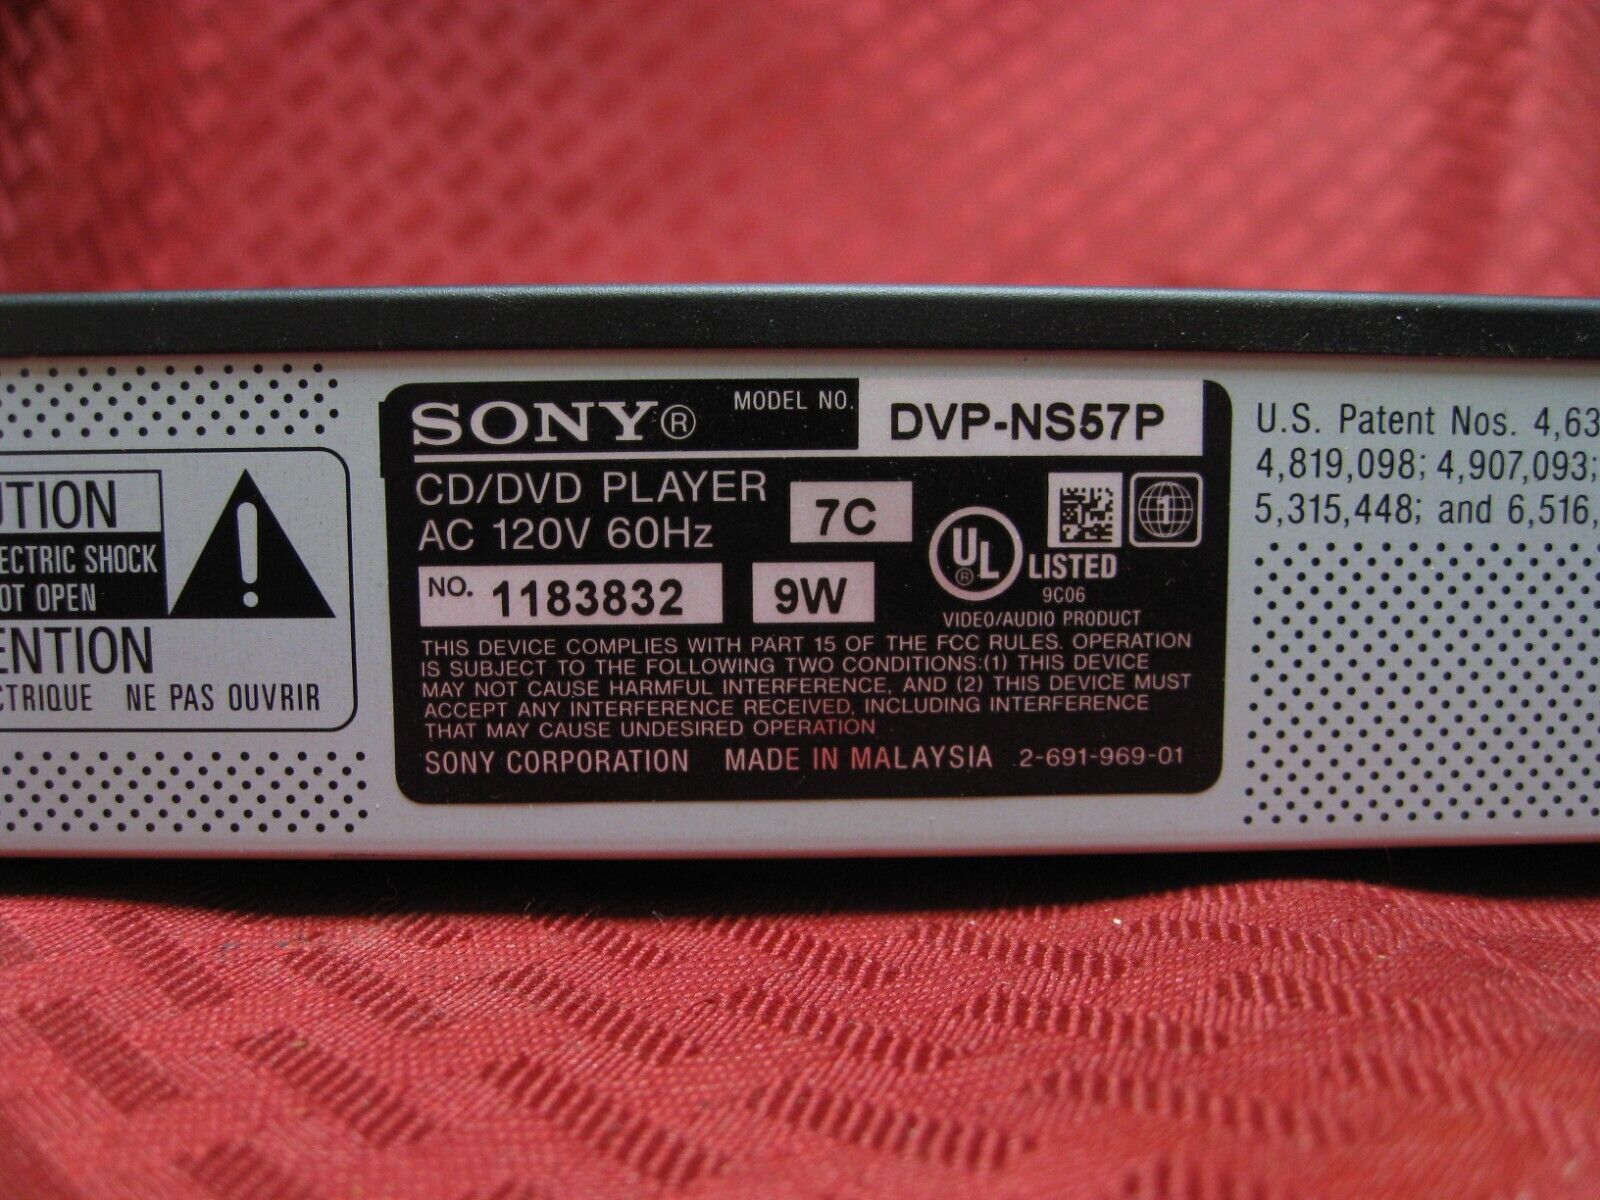 UTION
ECTRIC SHOCK
OT OPEN
ENTION
CTRIQUE NE PAS OUVRIR
SONY®
MODEL NO.
DVP-NS57P
CD/DVD PLAYER
AC 120V 60Hz
7C
NO. 1183832
9W
UL® LISTED
9C06
VIDEO/AUDIO PRODUCT
1
THIS DEVICE COMPLIES WITH PART 15 OF THE FCC RULES. OPERATION
IS SUBJECT TO THE FOLLOWING TWO CONDITIONS:(1) THIS DEVICE
MAY NOT CAUSE HARMFUL INTERFERENCE, AND (2) THIS DEVICE MUST
ACCEPT ANY INTERFERENCE RECEIVED, INCLUDING INTERFERENCE
THAT MAY CAUSE UNDESIRED OPERATION
SONY CORPORATION MADE IN MALAYSIA 2-691-969-01
U.S. Patent Nos. 4,63
4,819,098; 4,907,093;
5,315,448; and 6,516,